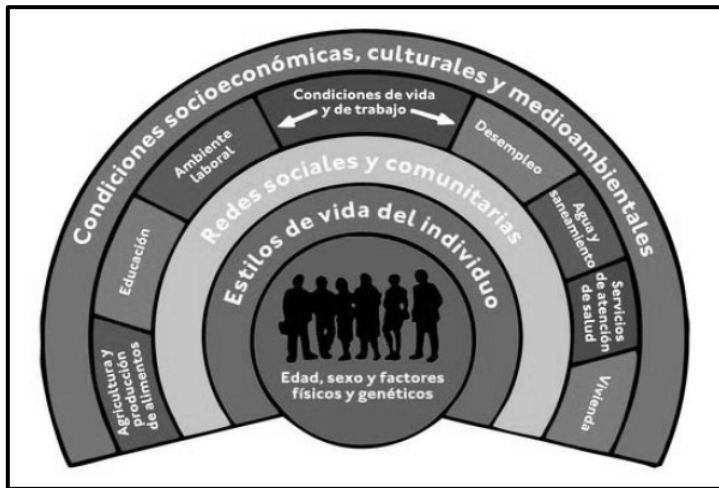 Condiciones socioeconómicas, culturales y medioambientales
Condiciones de vida
y de trabajo
Agricultura y
producción
de alimentos
Educación
Ambiente
laboral
Desempleo
Agua y
saneamiento
Servicios
de atención
de salud
Vivienda
Redes sociales y comunitarias
Estilos de vida del individuo
Edad, sexo y factores
físicos y genéticos